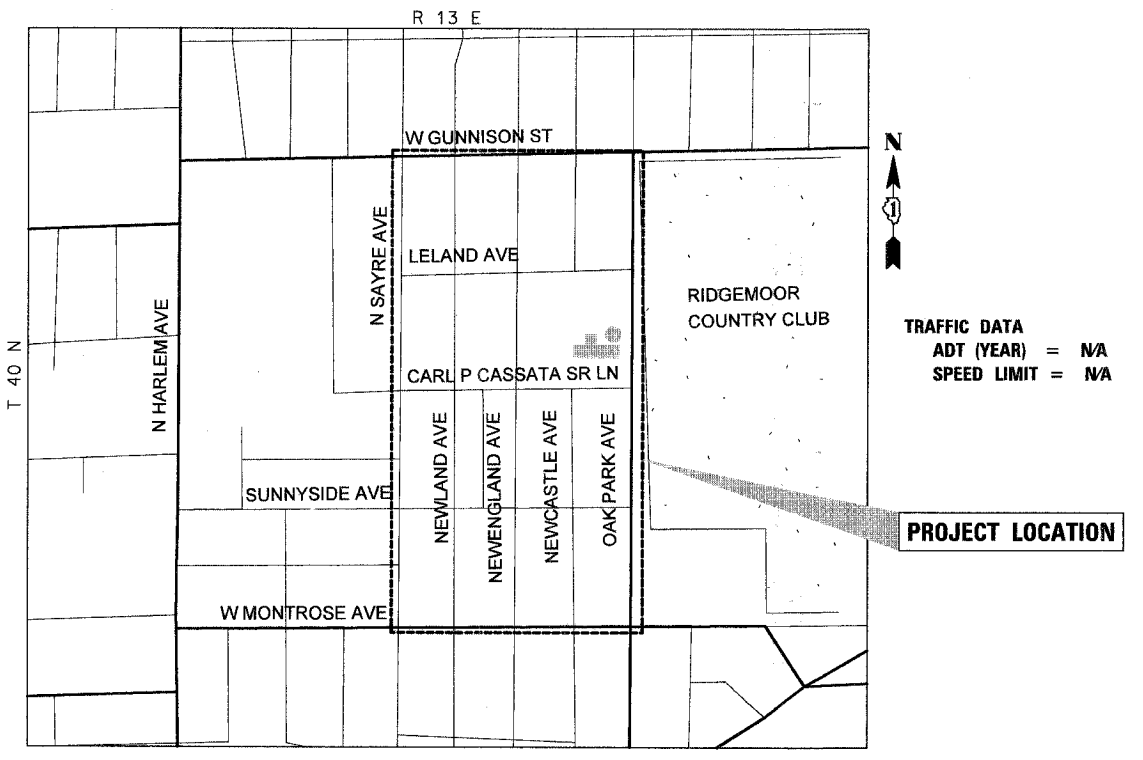 R 13 E
W GUNNISON ST
N
1
N SAYRE AVE
LELAND AVE
RIDGEMOOR
COUNTRY CLUB
TRAFFIC DATA
ADT (YEAR) = N/A
SPEED LIMIT = N/A
T 40 N
N HARLEM AVE
CARL P CASSATA SR LN
NEWLAND AVE
NEWENGLAND AVE
NEWCASTLE AVE
OAK PARK AVE
SUNNYSIDE AVE
PROJECT LOCATION
W MONTROSE AVE